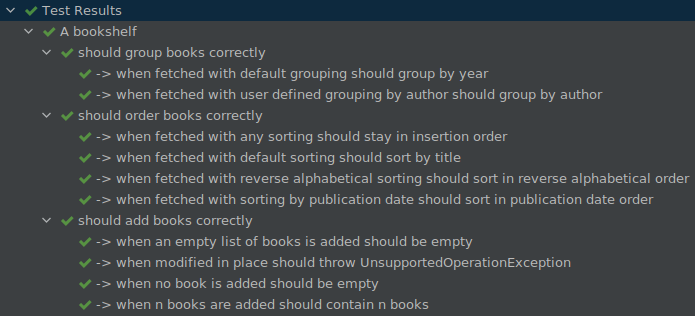 Test Results
A bookshelf
should group books correctly
-> when fetched with default grouping should group by year
-> when fetched with user defined grouping by author should group by author
should order books correctly
-> when fetched with any sorting should stay in insertion order
-> when fetched with default sorting should sort by title
-> when fetched with reverse alphabetical sorting should sort in reverse alphabetical order
-> when fetched with sorting by publication date should sort in publication date order
should add books correctly
-> when an empty list of books is added should be empty
-> when modified in place should throw UnsupportedOperationException
-> when no book is added should be empty
-> when n books are added should contain n books